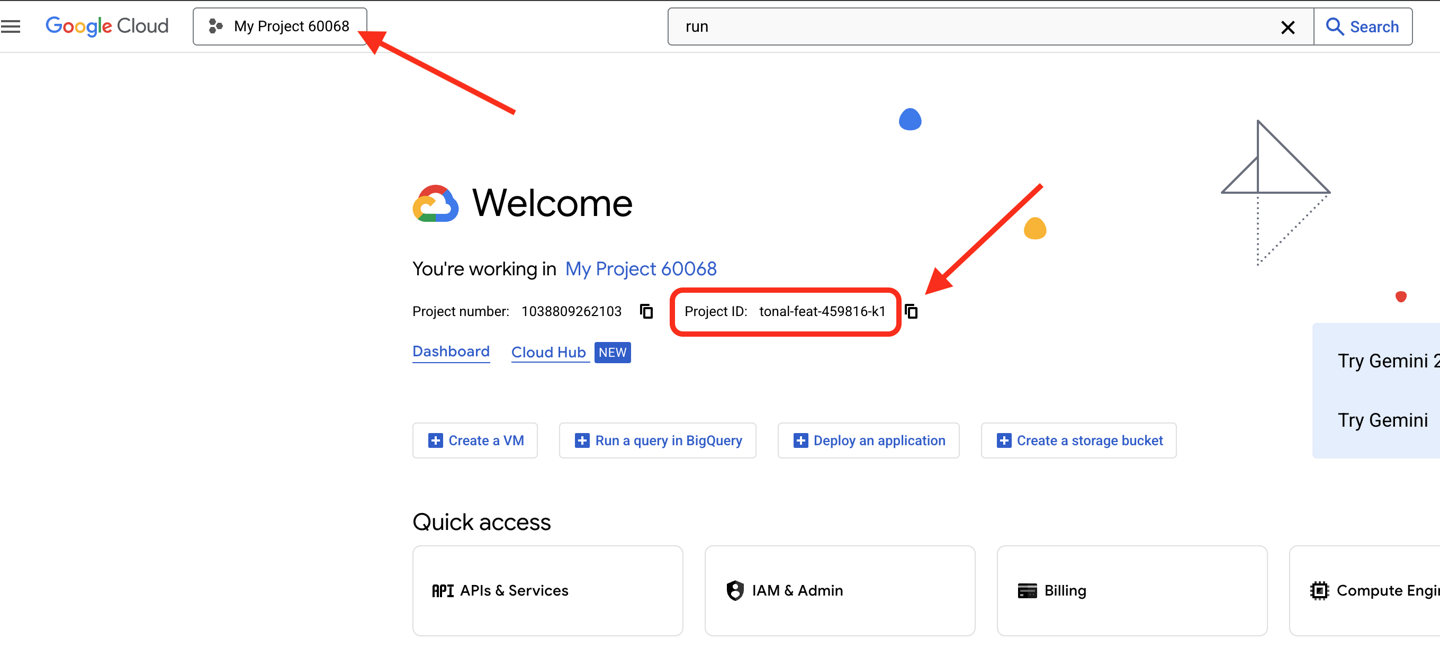 Google Cloud
My Project 60068
run
Search
Welcome
You're working in My Project 60068
Project number: 1038809262103
Project ID: tonal-feat-459816-k1
Dashboard
Cloud Hub NEW
Try Gemini 2
Try Gemini
Create a VM
Run a query in BigQuery
Deploy an application
Create a storage bucket
Quick access
API APIs & Services
IAM & Admin
Billing
Compute Engin